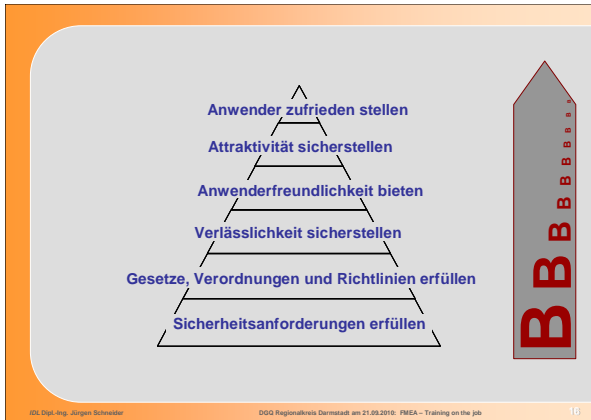 Anwender zufrieden stellen
Attraktivität sicherstellen
Anwenderfreundlichkeit bieten
Verlässlichkeit sicherstellen
Gesetze, Verordnungen und Richtlinien erfüllen
Sicherheitsanforderungen erfüllen
B
B
B
B
B
B
B
B
B
B
IDL Dipl.-Ing. Jürgen Schneider
DGQ Regionalkreis Darmstadt am 21.09.2010: FMEA – Training on the job
16